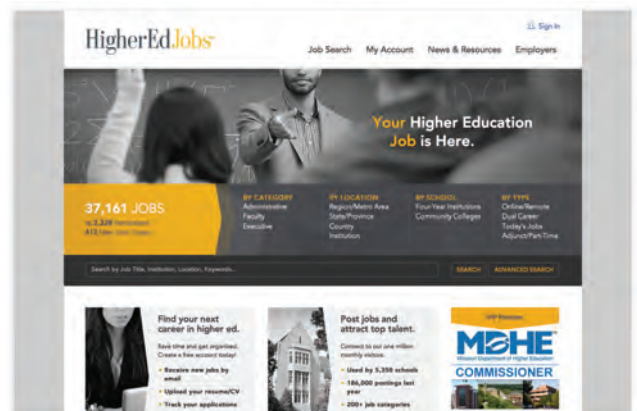 Sign In
HigherEdJobs
Job Search My Account News & Resources Employers
Your Higher Education
Job is Here.
37,161 JOBS
BY CATEGORY
Administrative
Faculty
Executive
BY LOCATION
Region/Metro Area
State/Province
Country
Institution
BY SCHOOL
Four-Year Institutions
Community Colleges
BY TYPE
Online/Remote
Dual Career
Today's Jobs
Adjunct/Part-Time
Search by Job Title, Institution, Location, Keywords...
SEARCH
ADVANCED SEARCH
Find your next
career in higher ed.
Save time and get organized.
Create a free account today!
• Receive new jobs by
email
• Upload your resume/CV
• Track your applications
Post jobs and
attract top talent.
Connect to our one million
monthly visitors.
• Used by 5,350 schools
• 186,000 postings last
year
• 200+ job categories
MDHE
Missouri Department of Higher Education
COMMISSIONER